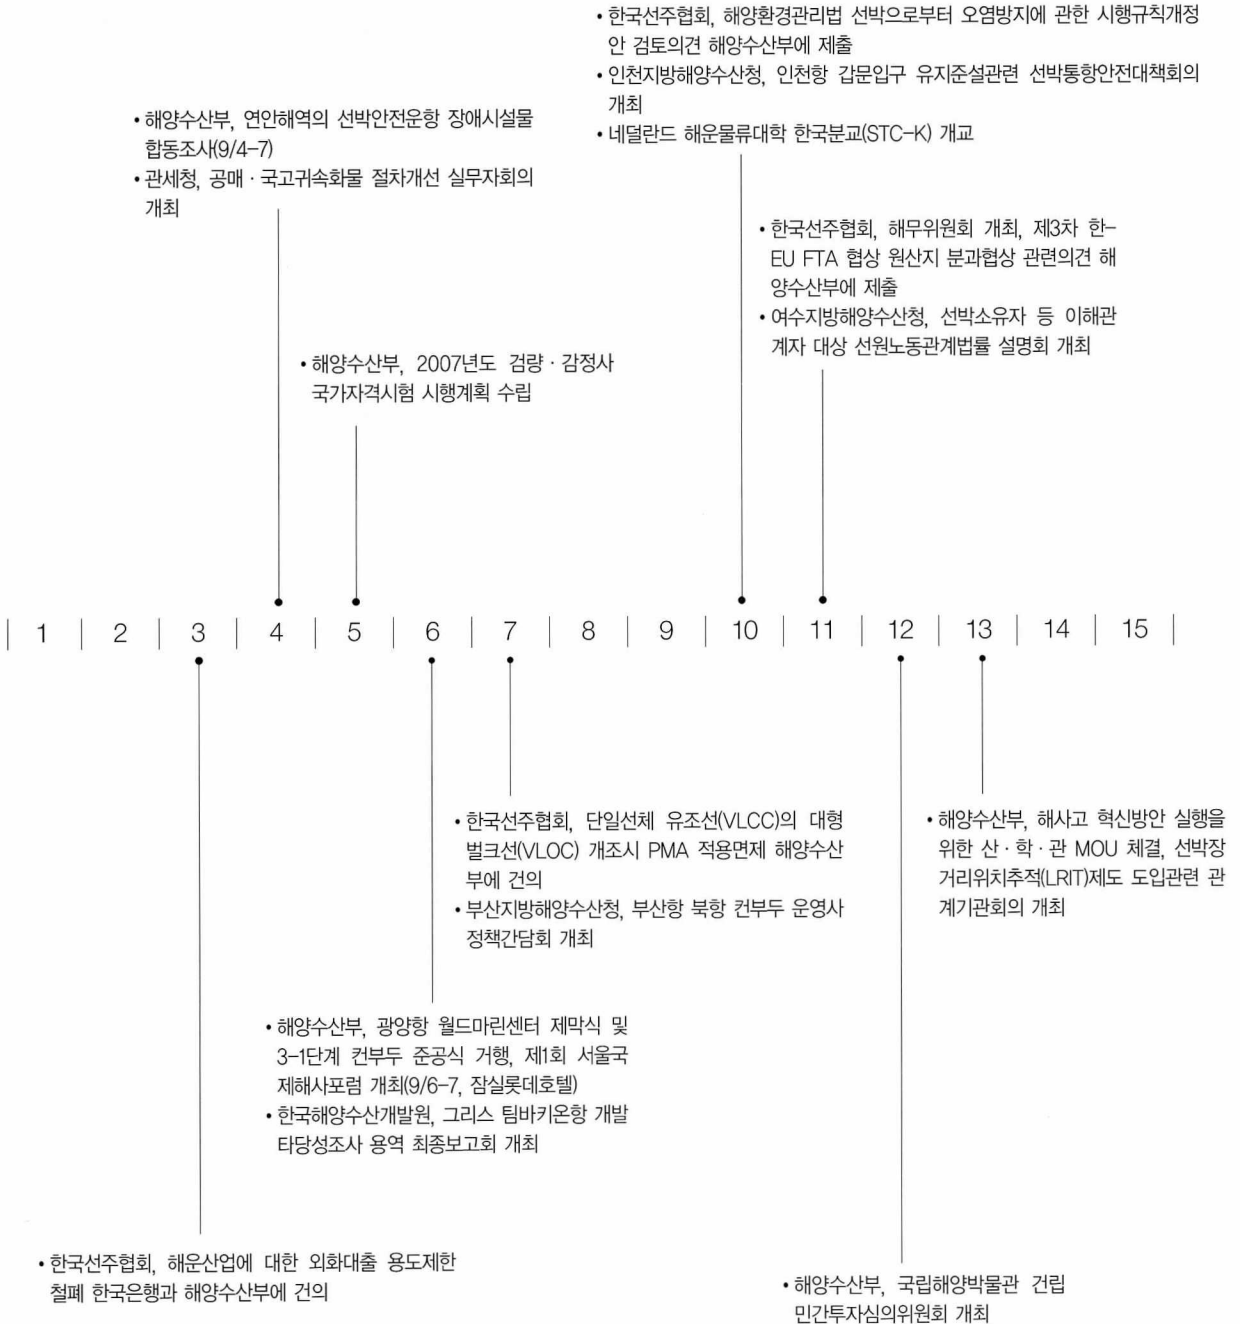 • 한국선주협회, 해양환경관리법 선박으로부터 오염방지에 관한 시행규칙개정
안 검토의견 해양수산부에 제출
• 인천지방해양수산청, 인천항 갑문입구 유지준설관련 선박통항안전대책회의
개최
• 네덜란드 해운물류대학 한국분교(STC-K) 개교
• 해양수산부, 연안해역의 선박안전운항 장애시설물
합동조사(9/4-7)
• 관세청, 공매·국고귀속화물 절차개선 실무자회의
개최
• 한국선주협회, 해무위원회 개최, 제3차 한-
EU FTA 협상 원산지 분과협상 관련의견 해
양수산부에 제출
• 여수지방해양수산청, 선박소유자 등 이해관
계자 대상 선원노동관계법률 설명회 개최
• 해양수산부, 2007년도 검량·감정사
국가자격시험 시행계획 수립
1 2 3 4 5 6 7 8 9 10 11 12 13 14 15
• 한국선주협회, 단일선체 유조선(VLCC)의 대형
벌크선(VLOC) 개조시 PMA 적용면제 해양수산
부에 건의
• 부산지방해양수산청, 부산항 북항 컨부두 운영사
정책간담회 개최
• 해양수산부, 해사고 혁신방안 실행을
위한 산·학·관 MOU 체결, 선박장
거리위치추적(LRIT)제도 도입관련 관
계기관회의 개최
• 해양수산부, 광양항 월드마린센터 제막식 및
3-1단계 컨부두 준공식 거행, 제1회 서울국
제해사포럼 개최(9/6-7, 잠실롯데호텔)
• 한국해양수산개발원, 그리스 팀바키온항 개발
타당성조사 용역 최종보고회 개최
• 한국선주협회, 해운산업에 대한 외화대출 용도제한
철폐 한국은행과 해양수산부에 건의
• 해양수산부, 국립해양박물관 건립
민간투자심의위원회 개최